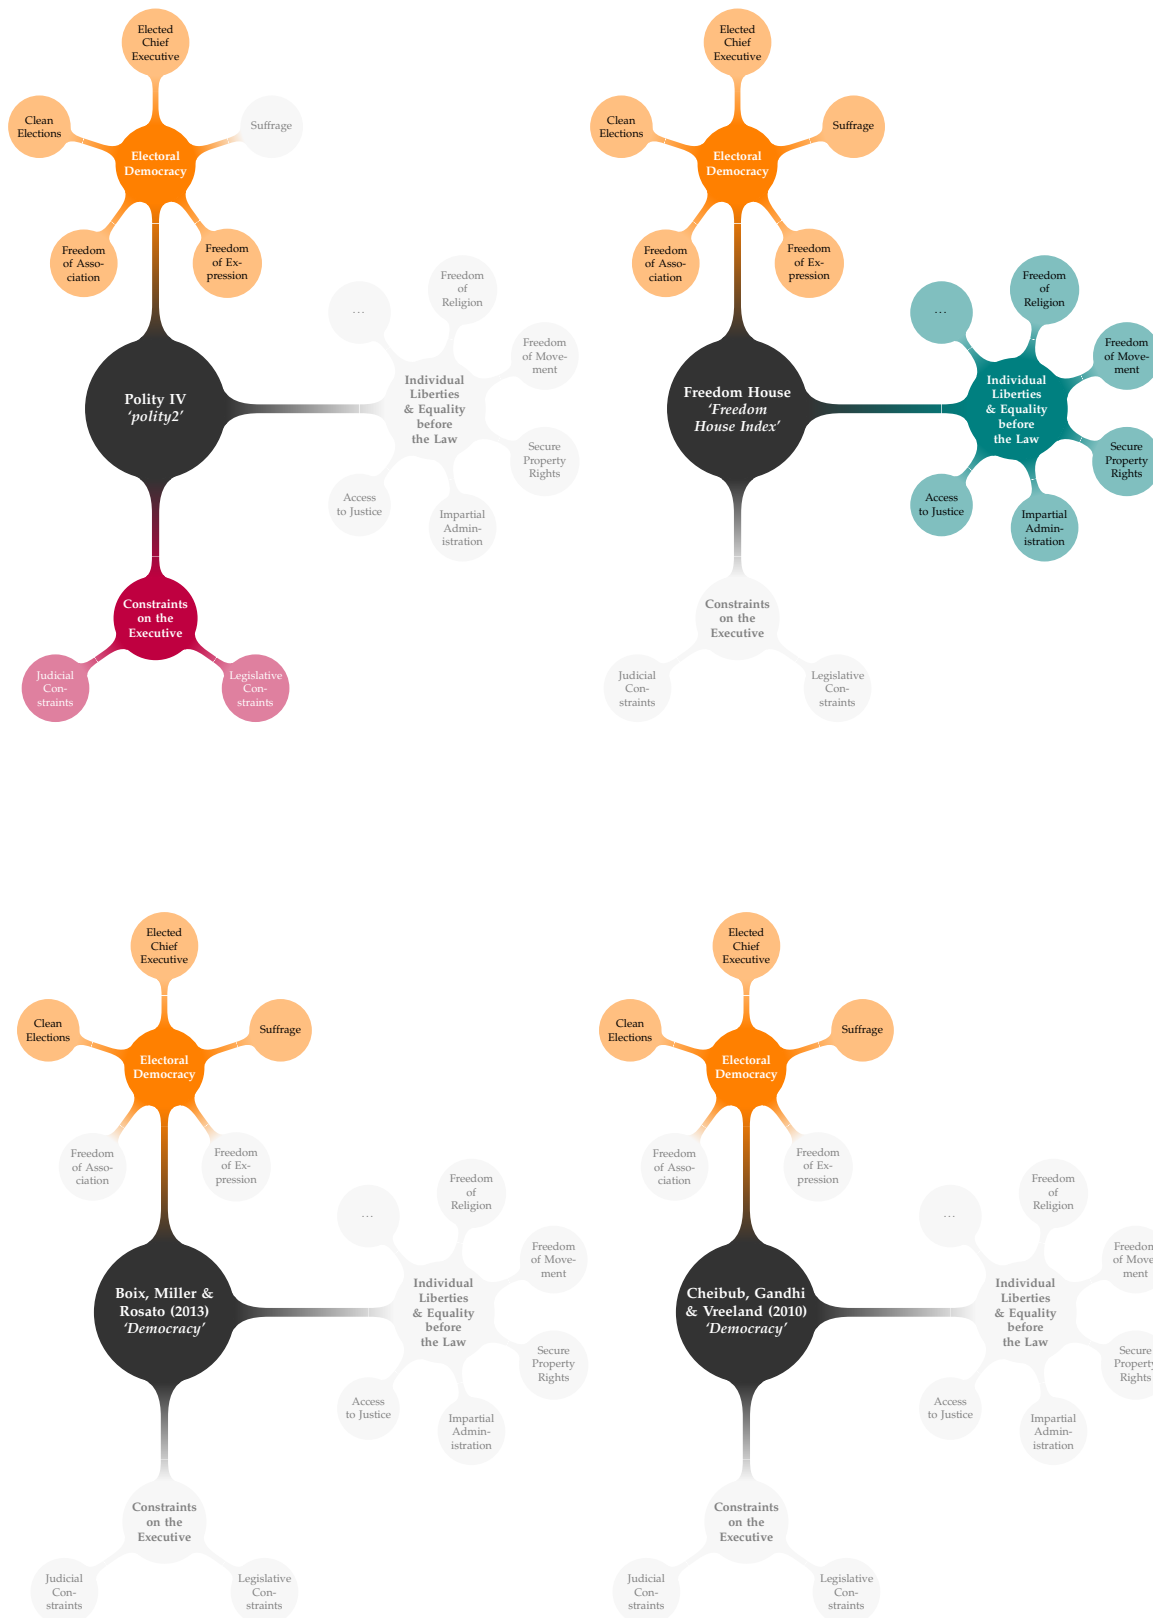 Elected
Chief
Executive
Clean
Elections
Suffrage
Electoral
Democracy
Freedom
of Asso-
ciation
Freedom
of Ex-
pression
Polity IV
‘polity2’
…
Freedom
of
Religion
Freedom
of Move-
ment
Individual
Liberties
& Equality
before
the Law
Secure
Property
Rights
Access
to Justice
Impartial
Admin-
istration
Constraints
on the
Executive
Judicial
Con-
straints
Legislative
Con-
straints
Elected
Chief
Executive
Clean
Elections
Suffrage
Electoral
Democracy
Freedom
of Asso-
ciation
Freedom
of Ex-
pression
Freedom House
‘Freedom
House Index’
…
Freedom
of
Religion
Freedom
of Move-
ment
Individual
Liberties
& Equality
before
the Law
Secure
Property
Rights
Access
to Justice
Impartial
Admin-
istration
Constraints
on the
Executive
Judicial
Con-
straints
Legislative
Con-
straints
Elected
Chief
Executive
Clean
Elections
Suffrage
Electoral
Democracy
Freedom
of Asso-
ciation
Freedom
of Ex-
pression
Boix, Miller &
Rosato (2013)
‘Democracy’
…
Freedom
of
Religion
Freedom
of Move-
ment
Individual
Liberties
& Equality
before
the Law
Secure
Property
Rights
Access
to Justice
Impartial
Admin-
istration
Constraints
on the
Executive
Judicial
Con-
straints
Legislative
Con-
straints
Elected
Chief
Executive
Clean
Elections
Suffrage
Electoral
Democracy
Freedom
of Asso-
ciation
Freedom
of Ex-
pression
Cheibub, Gandhi
& Vreeland (2010)
‘Democracy’
…
Freedom
of
Religion
Freedom
of Move-
ment
Individual
Liberties
& Equality
before
the Law
Secure
Property
Rights
Access
to Justice
Impartial
Admin-
istration
Constraints
on the
Executive
Judicial
Con-
straints
Legislative
Con-
straints